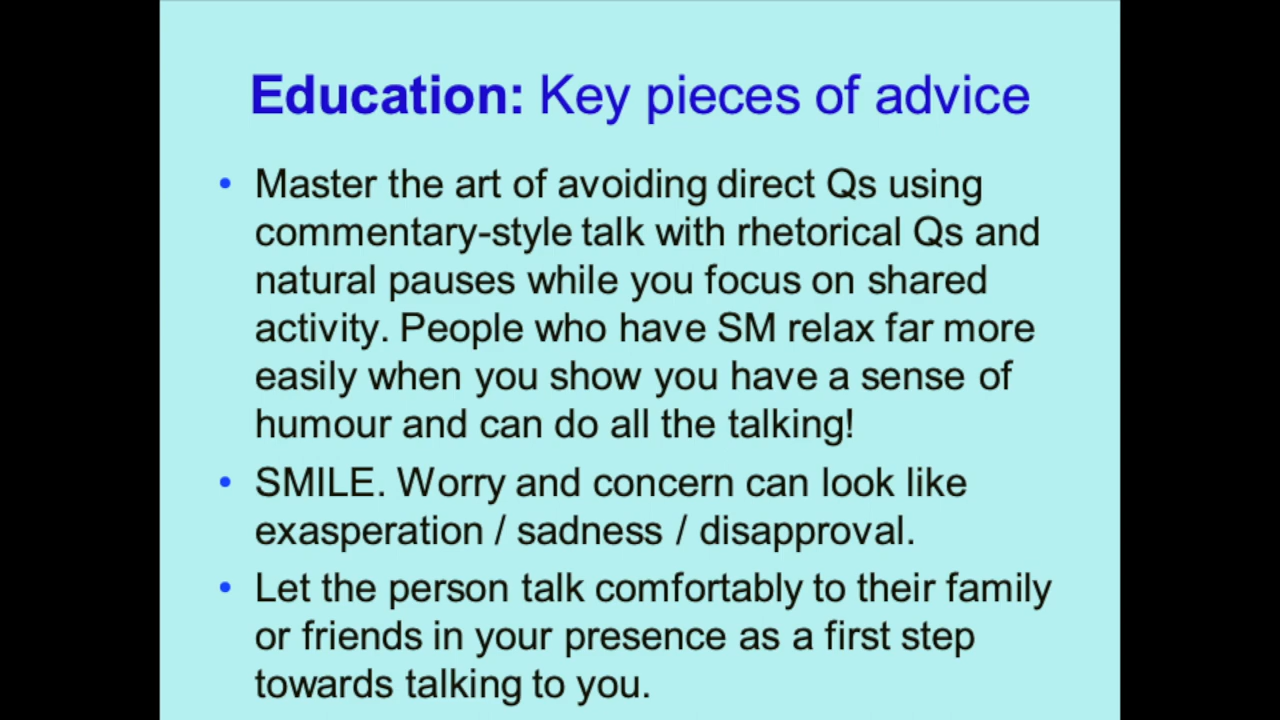 Education: Key pieces of advice
• Master the art of avoiding direct Qs using
commentary-style talk with rhetorical Qs and
natural pauses while you focus on shared
activity. People who have SM relax far more
easily when you show you have a sense of
humour and can do all the talking!
• SMILE. Worry and concern can look like
exasperation / sadness / disapproval.
• Let the person talk comfortably to their family
or friends in your presence as a first step
towards talking to you.